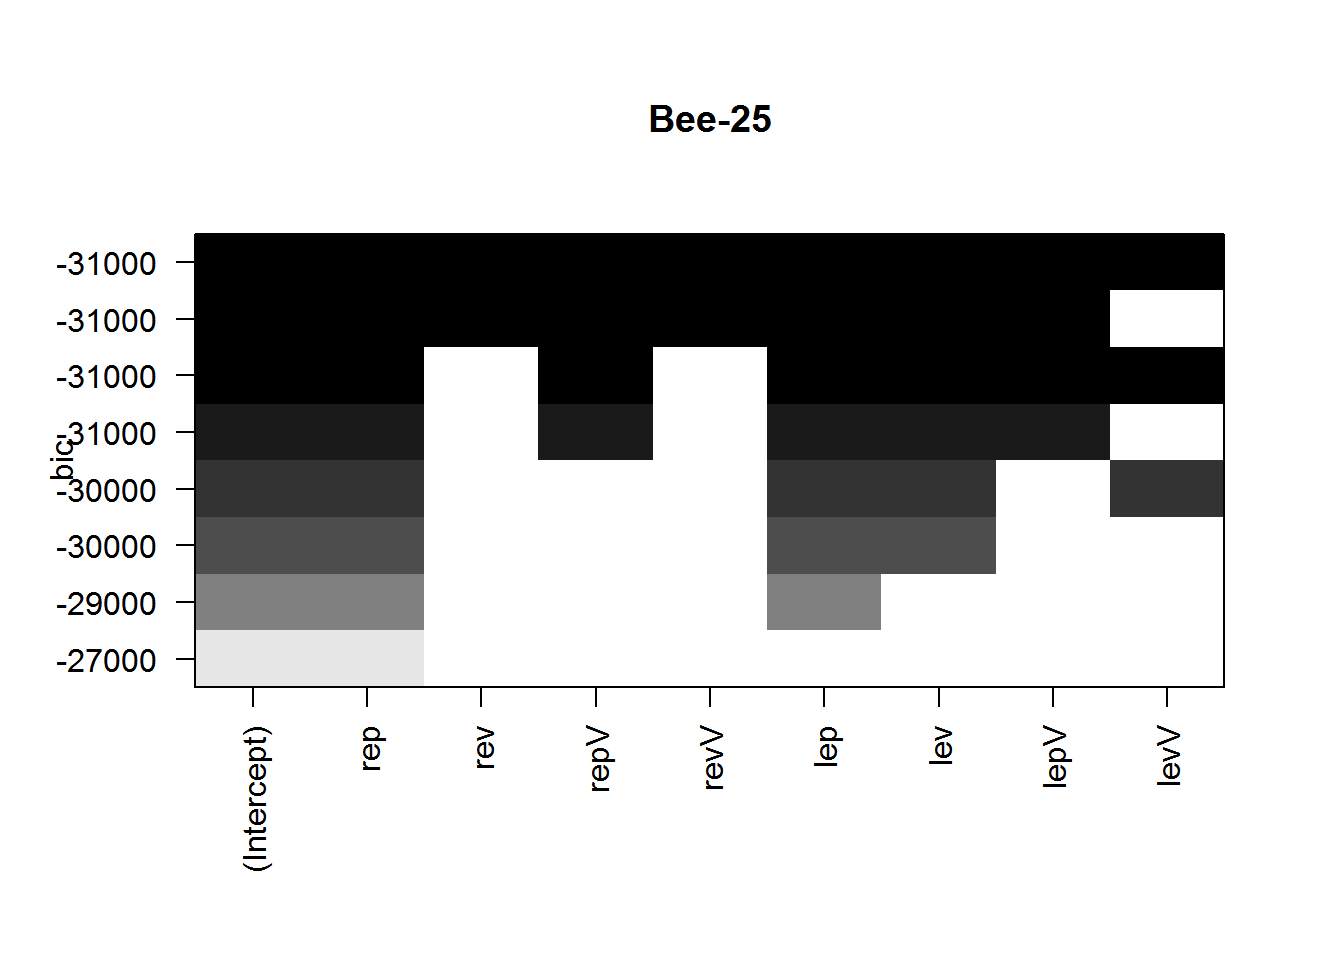 Bee-25
bic
-31000
-31000
-31000
-31000
-30000
-30000
-29000
-27000
(Intercept)
rep
rev
repV
revV
lep
lev
lepV
levV